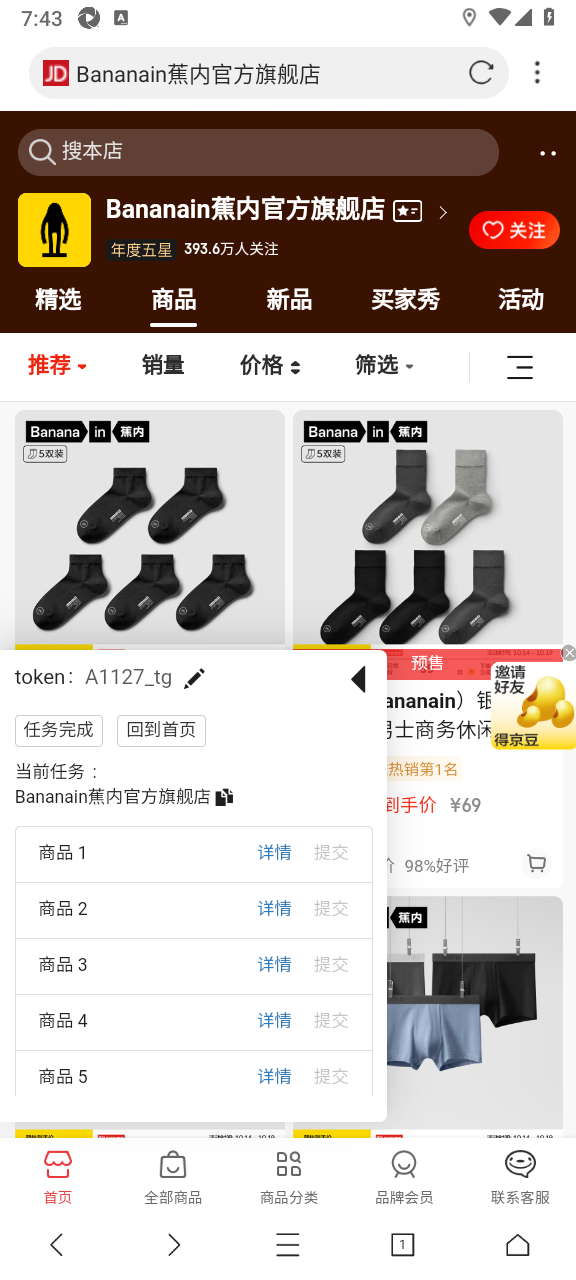 7:43
JD Bananain蕉内官方旗舰店
搜本店
Bananain蕉内官方旗舰店
年度五星 393.6万人关注
关注
精选 商品 新品 买家秀 活动
推荐 销量 价格 筛选
Banana in 蕉内
5双装
Banana in 蕉内
5双装
预售
邀请
好友
得京豆
ananain）银
男士商务休闲
热销第1名
到手价 ¥69
98%好评
蕉内
token: A1127_tg
任务完成 回到首页
当前任务：
Bananain蕉内官方旗舰店
商品 1 详情 提交
商品 2 详情 提交
商品 3 详情 提交
商品 4 详情 提交
商品 5 详情 提交
首页 全部商品 商品分类 品牌会员 联系客服
1